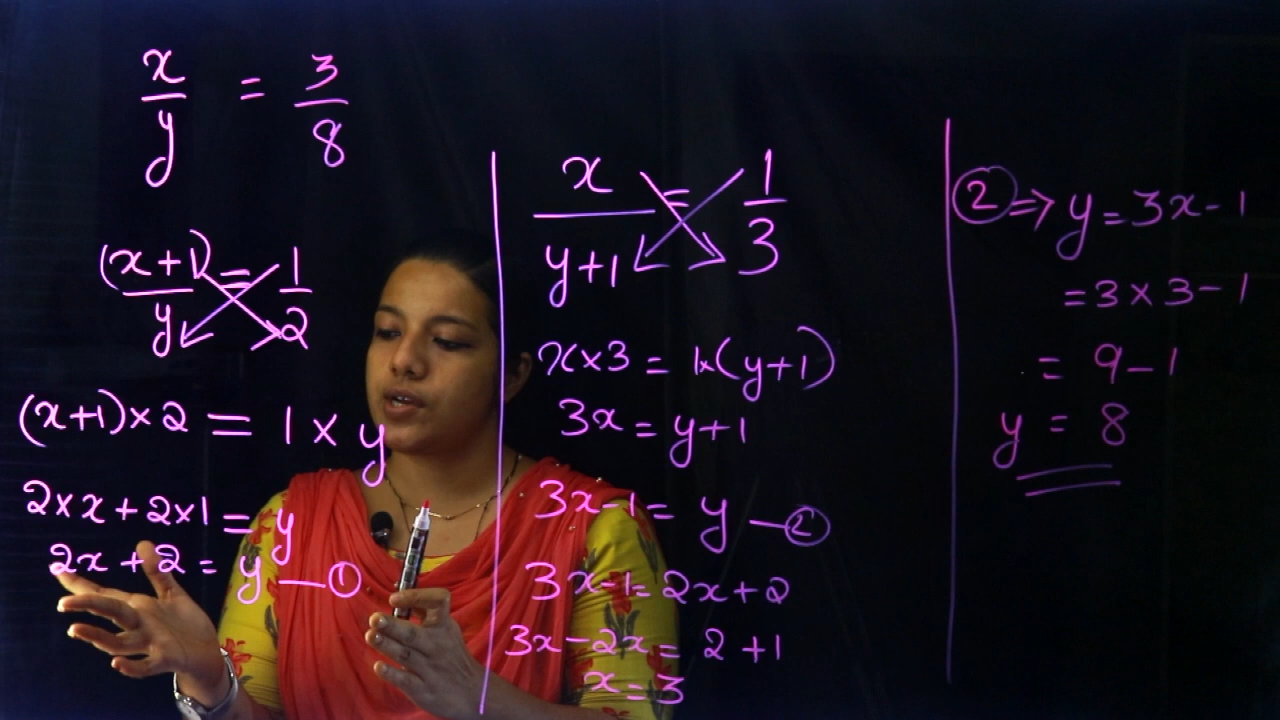 x/y = 3/8
(x+1)/y = 1/2
(x+1)×2 = 1 × y
2×x + 2×1 = y
2x + 2 = y —①
x/(y+1) = 1/3
x×3 = 1×(y+1)
3x = y+1
3x-1 = y —②
3x-1 = 2x+2
3x-2x = 2+1
x = 3
② ⇒ y = 3x-1
= 3×3-1
= 9-1
y = 8